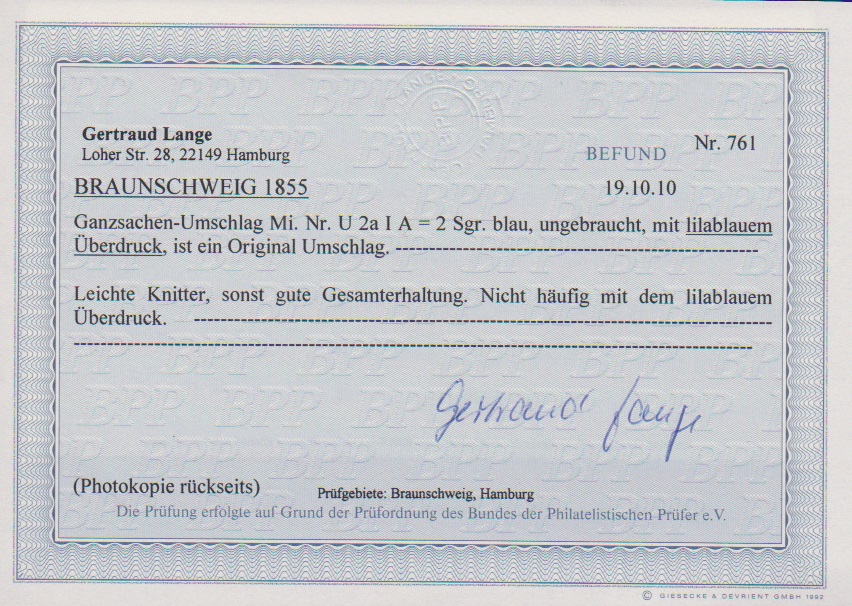 Gertraud Lange
Loher Str. 28, 22149 Hamburg
BEFUND
Nr. 761
BRAUNSCHWEIG 1855
19.10.10
Ganzsachen-Umschlag Mi. Nr. U 2a I A = 2 Sgr. blau, ungebraucht, mit lilablauem
Überdruck, ist ein Original Umschlag. ------------------------------------------------------
Leichte Knitter, sonst gute Gesamterhaltung. Nicht häufig mit dem lilablauem
Überdruck. --------------------------------------------------------------------------------------
----------------------------------------------------------------------------------------------------
Gertraud Lange
(Photokopie rückseits)
Prüfgebiete: Braunschweig, Hamburg
Die Prüfung erfolgte auf Grund der Prüfordnung des Bundes der Philatelistischen Prüfer e.V.
© GIESECKE & DEVRIENT GMBH 1992